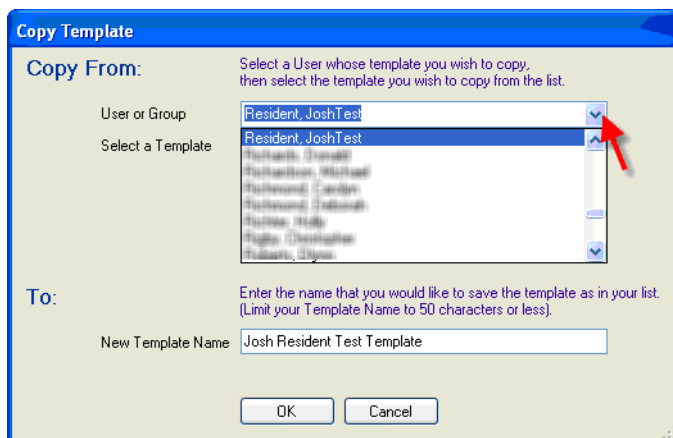 Copy Template
Copy From:
Select a User whose template you wish to copy,
then select the template you wish to copy from the list.
User or Group
Resident, JoshTest
Select a Template
Resident, JoshTest
To:
Enter the name that you would like to save the template as in your list.
(Limit your Template Name to 50 characters or less).
New Template Name
Josh Resident Test Template
OK
Cancel